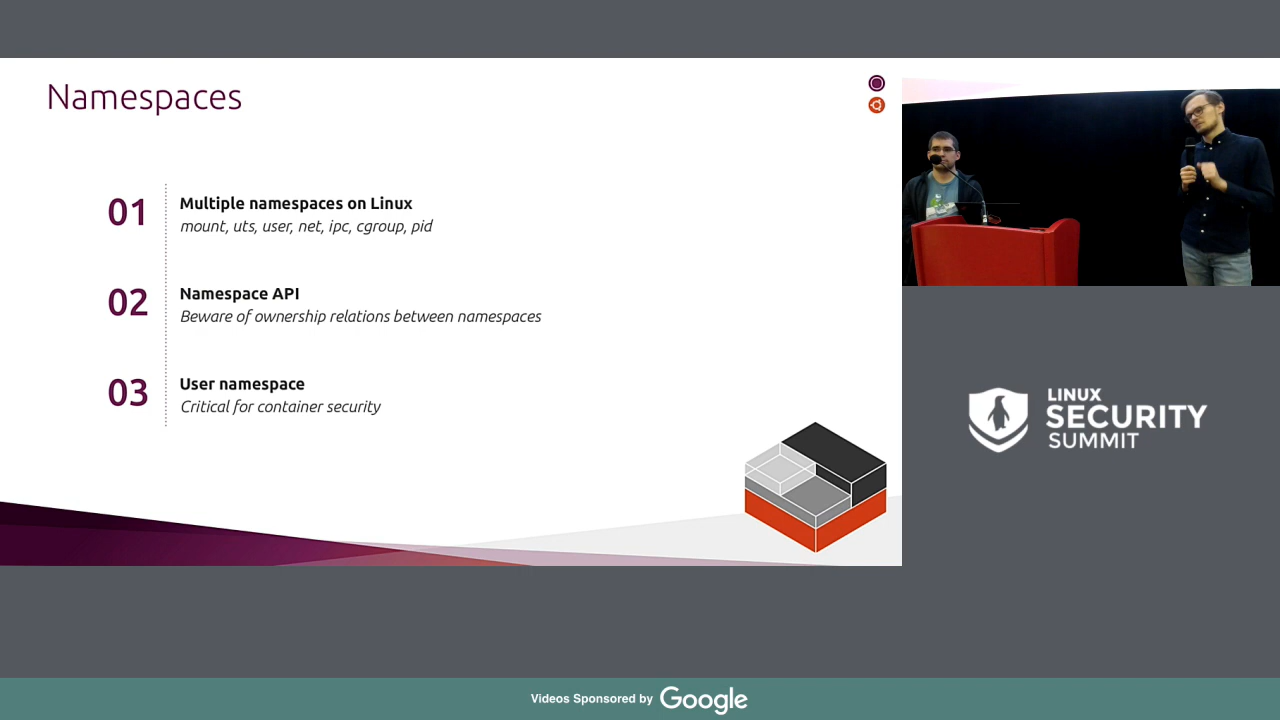 Namespaces
01
Multiple namespaces on Linux
mount, uts, user, net, ipc, cgroup, pid
02
Namespace API
Beware of ownership relations between namespaces
03
User namespace
Critical for container security
LINUX
SECURITY
SUMMIT
Videos Sponsored by Google